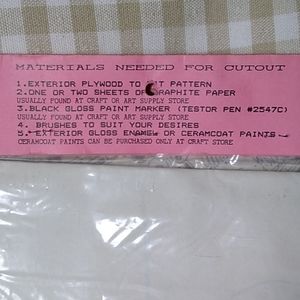 MATERIALS NEEDED FOR CUTOUT
1.EXTERIOR PLYWOOD TO FIT PATTERN
2.ONE OR TWO SHEETS OF GRAPHITE PAPER
USUALLY FOUND AT CRAFT OR ART SUPPLY STORE
3.BLACK GLOSS PAINT MARKER (TESTOR PEN #2547C)
USUALLY FOUND AT CRAFT OR ART SUPPLY STORE
4. BRUSHES TO SUIT YOUR DESIRES
5. EXTERIOR GLOSS ENAMEL OR CERAMCOAT PAINTS
CERAMCOAT PAINTS CAN BE PURCHASED ONLY AT CRAFT STORE